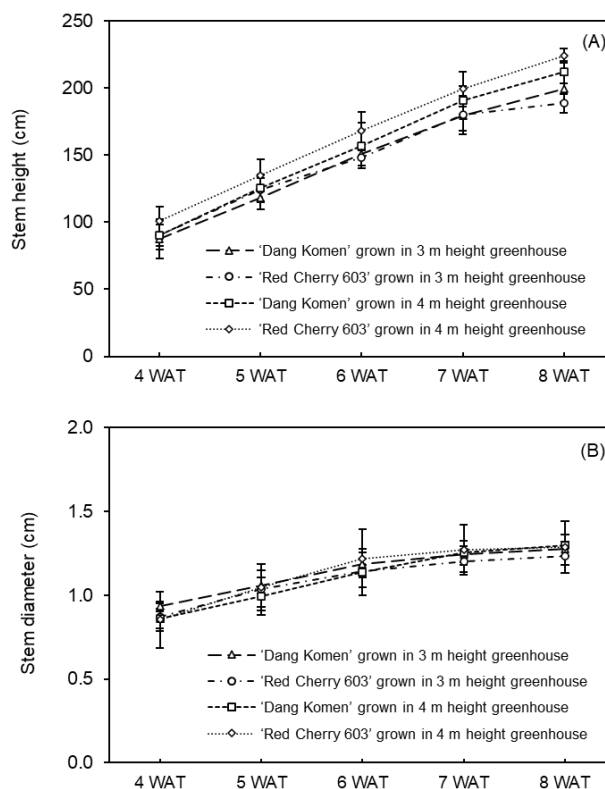 (A)
250
200
150
100
50
0
Stem height (cm)
'Dang Komen' grown in 3 m height greenhouse
'Red Cherry 603' grown in 3 m height greenhouse
'Dang Komen' grown in 4 m height greenhouse
'Red Cherry 603' grown in 4 m height greenhouse
4 WAT 5 WAT 6 WAT 7 WAT 8 WAT
(B)
2.0
1.5
1.0
0.5
0.0
Stem diameter (cm)
'Dang Komen' grown in 3 m height greenhouse
'Red Cherry 603' grown in 3 m height greenhouse
'Dang Komen' grown in 4 m height greenhouse
'Red Cherry 603' grown in 4 m height greenhouse
4 WAT 5 WAT 6 WAT 7 WAT 8 WAT